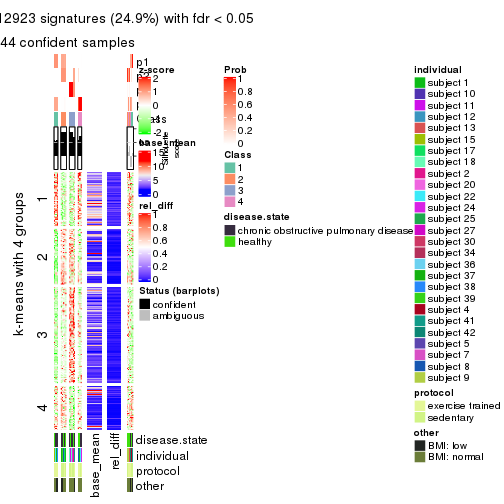 12923 signatures (24.9%) with fdr < 0.05
44 confident samples
p1
p2
Class
z-score
2
1
0
-1
-2
base_mean
15
10
5
0
rel_diff
1
0.8
0.6
0.4
0.2
0
Status (barplots)
confident
ambiguous
Prob
1
0.8
0.6
0.4
0.2
0
Class
1
2
3
4
disease.state
chronic obstructive pulmonary disease
healthy
individual
subject 1
subject 10
subject 11
subject 12
subject 13
subject 15
subject 17
subject 18
subject 2
subject 20
subject 22
subject 24
subject 25
subject 27
subject 30
subject 34
subject 36
subject 37
subject 38
subject 39
subject 4
subject 41
subject 42
subject 5
subject 7
subject 8
subject 9
protocol
exercise trained
sedentary
other
BMI: low
BMI: normal
k-means with 4 groups
1
2
3
4
base_mean
rel_diff
disease.state
individual
protocol
other